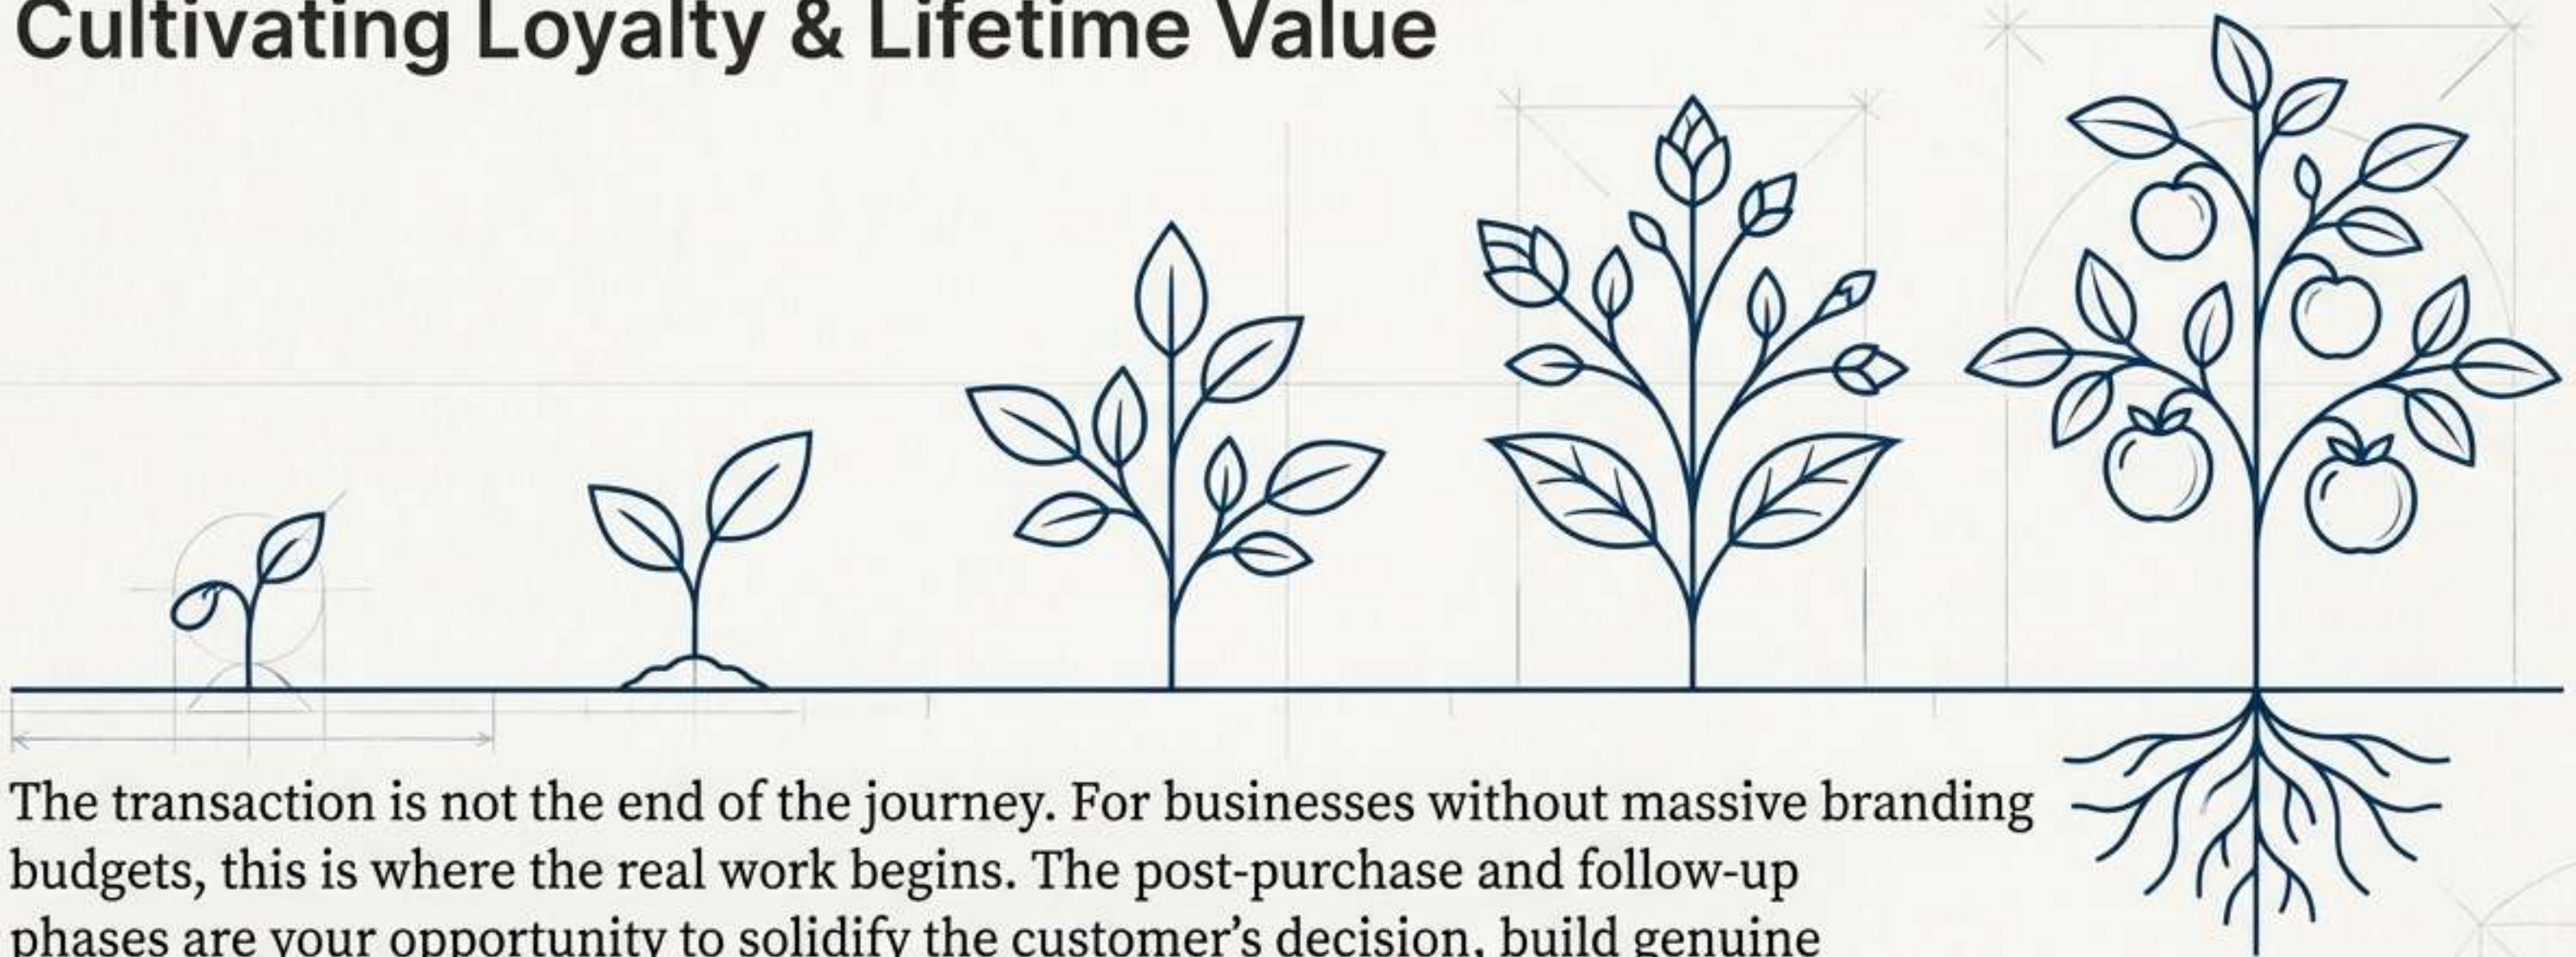 Cultivating Loyalty & Lifetime Value
The transaction is not the end of the journey. For businesses without massive branding
budgets, this is where the real work begins. The post-purchase and follow-up
phases are your opportunity to solidify the customer’s decision, build genuine